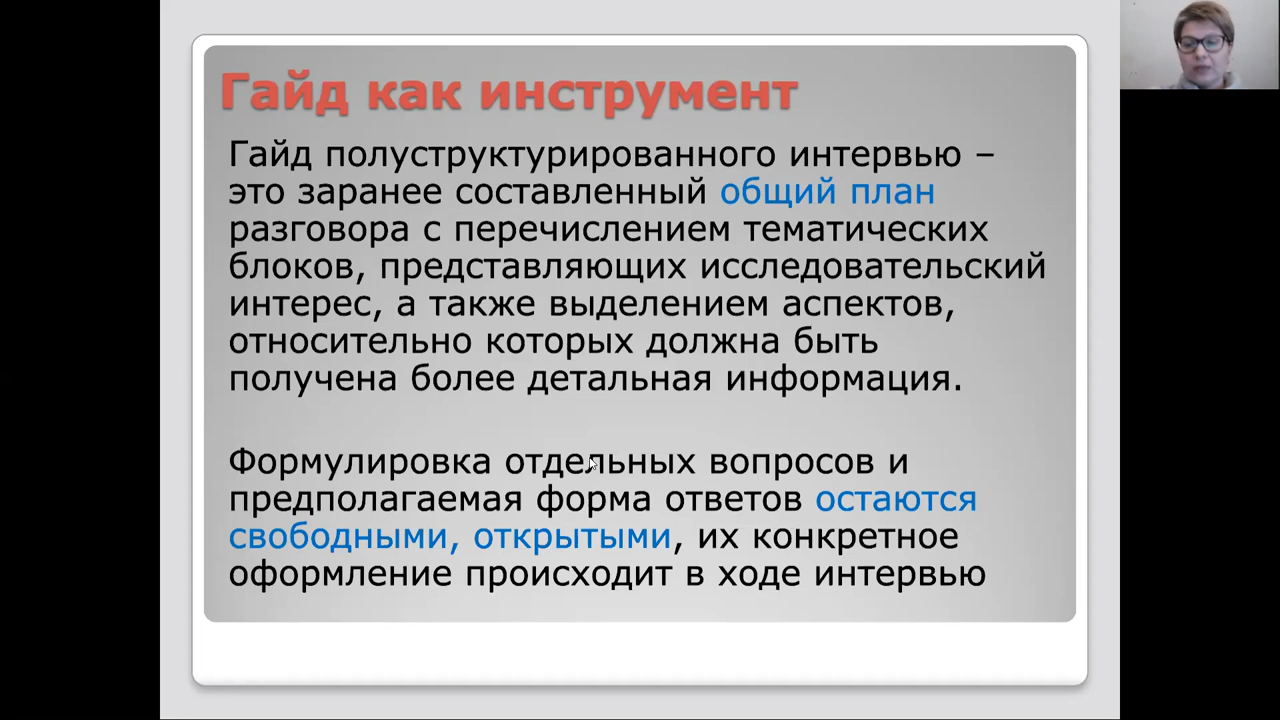 Гайд как инструмент
Гайд полуструктурированного интервью –
это заранее составленный общий план
разговора с перечислением тематических
блоков, представляющих исследовательский
интерес, а также выделением аспектов,
относительно которых должна быть
получена более детальная информация.
Формулировка отдельных вопросов и
предполагаемая форма ответов остаются
свободными, открытыми, их конкретное
оформление происходит в ходе интервью